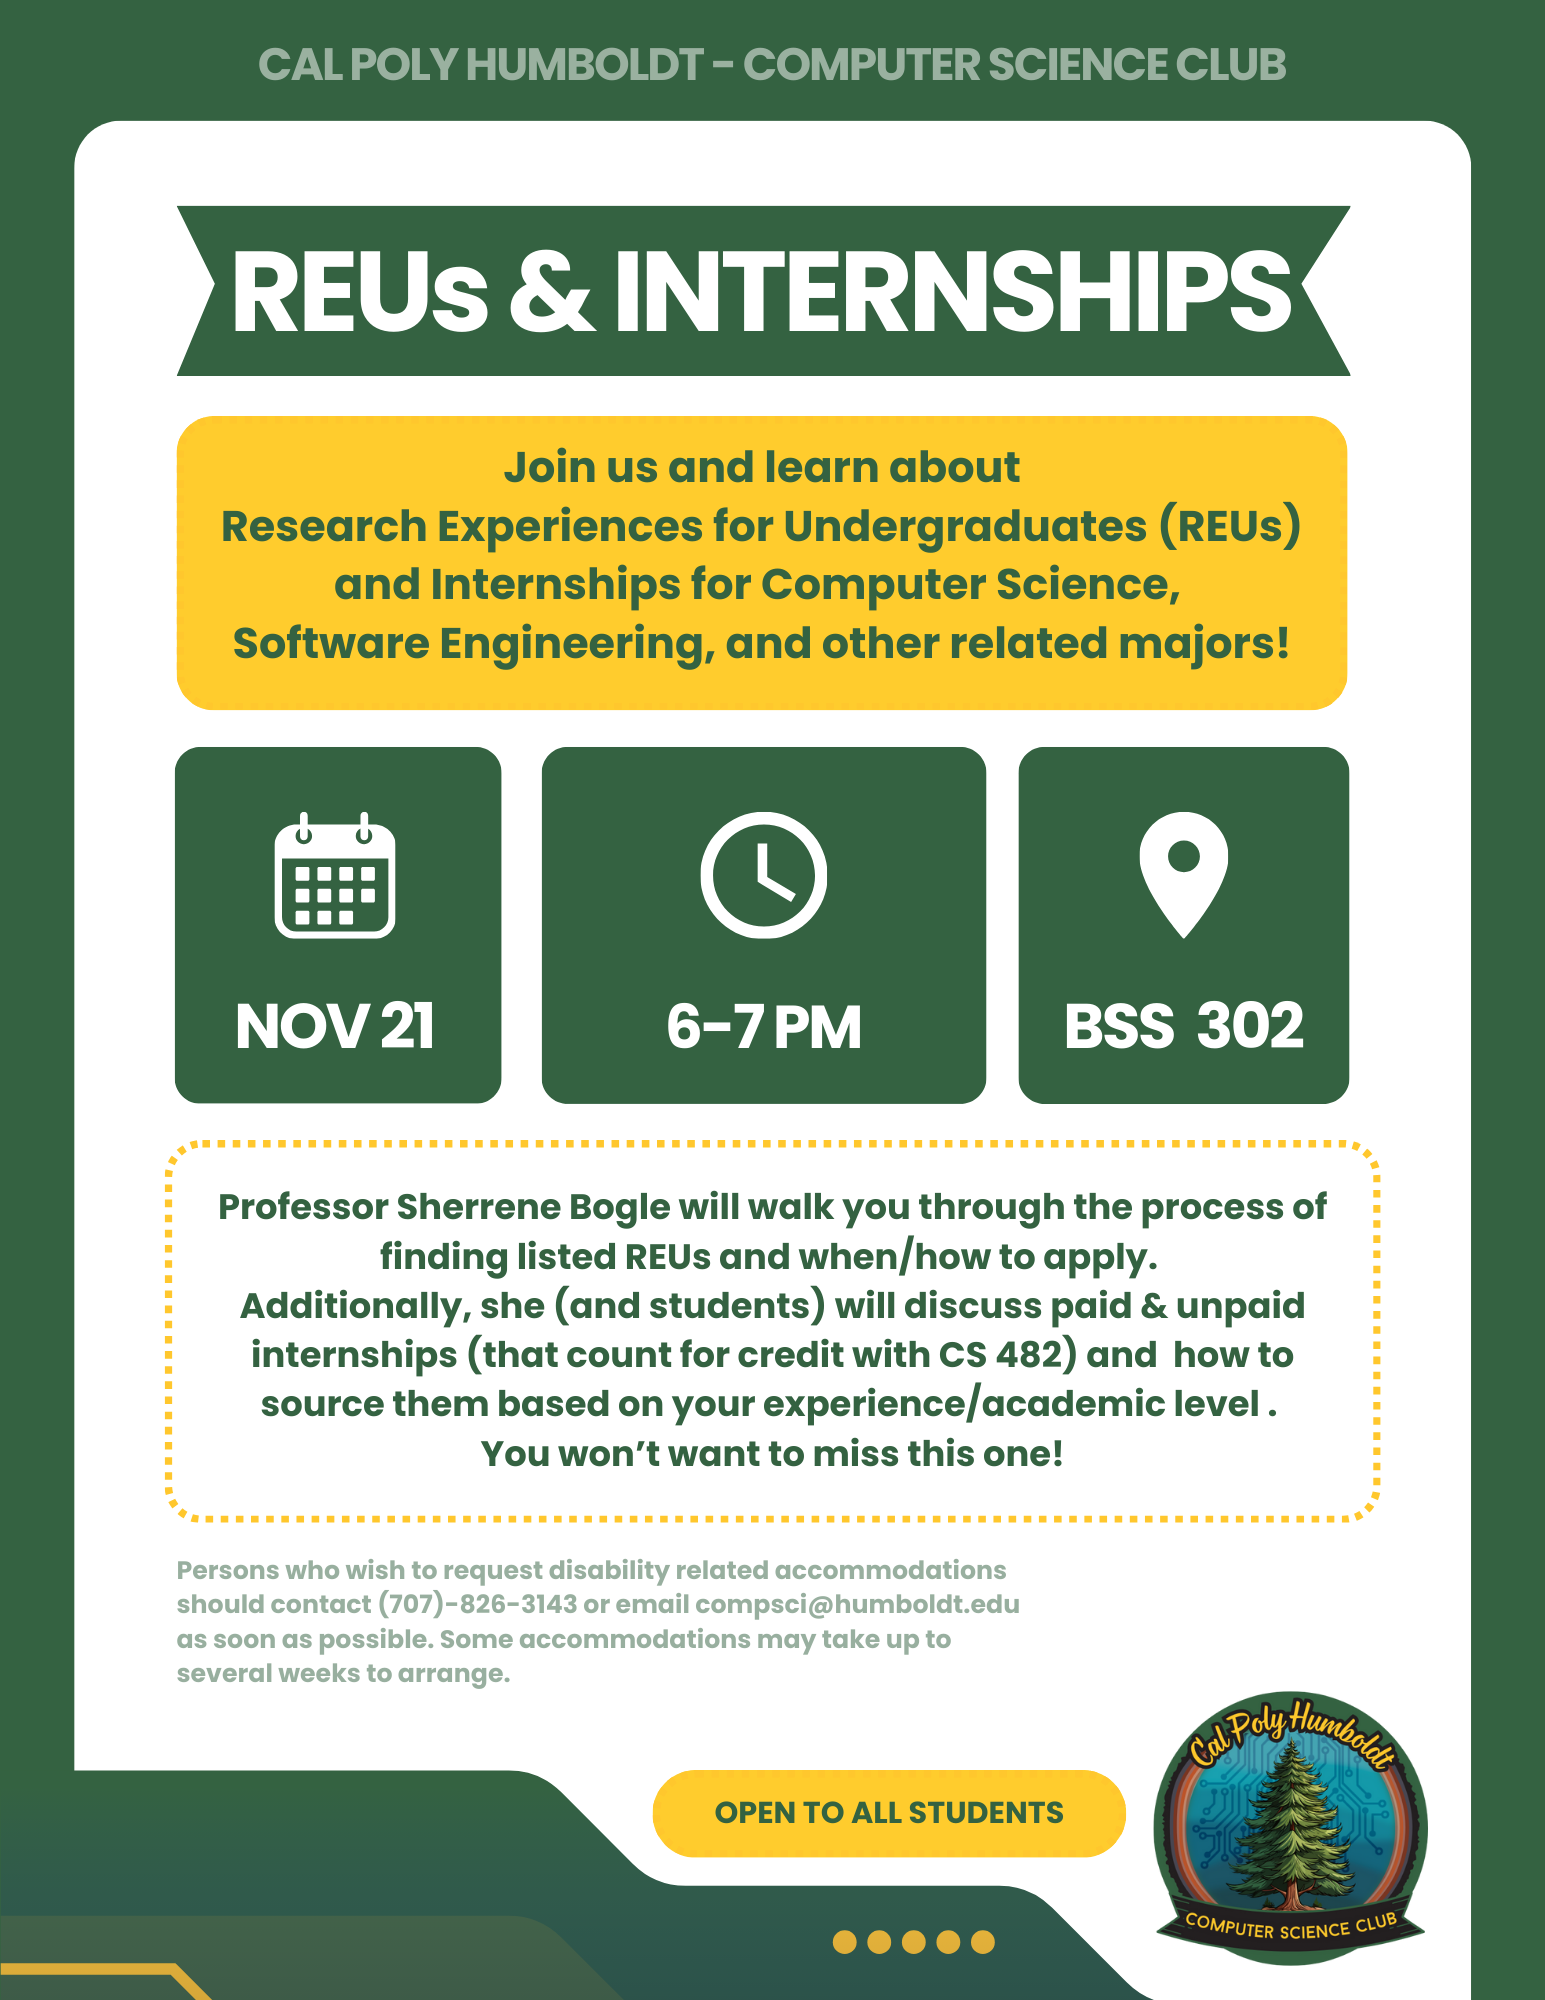 CAL POLY HUMBOLDT - COMPUTER SCIENCE CLUB
REUs & INTERNSHIPS
Join us and learn about
Research Experiences for Undergraduates (REUs)
and Internships for Computer Science,
Software Engineering, and other related majors!
NOV 21
6-7 PM
BSS 302
Professor Sherrene Bogle will walk you through the process of
finding listed REUs and when/how to apply.
Additionally, she (and students) will discuss paid & unpaid
internships (that count for credit with CS 482) and how to
source them based on your experience/academic level .
You won't want to miss this one!
Persons who wish to request disability related accommodations
should contact (707)-826-3143 or email compsci@humboldt.edu
as soon as possible. Some accommodations may take up to
several weeks to arrange.
OPEN TO ALL STUDENTS
Cal Poly Humboldt
COMPUTER SCIENCE CLUB